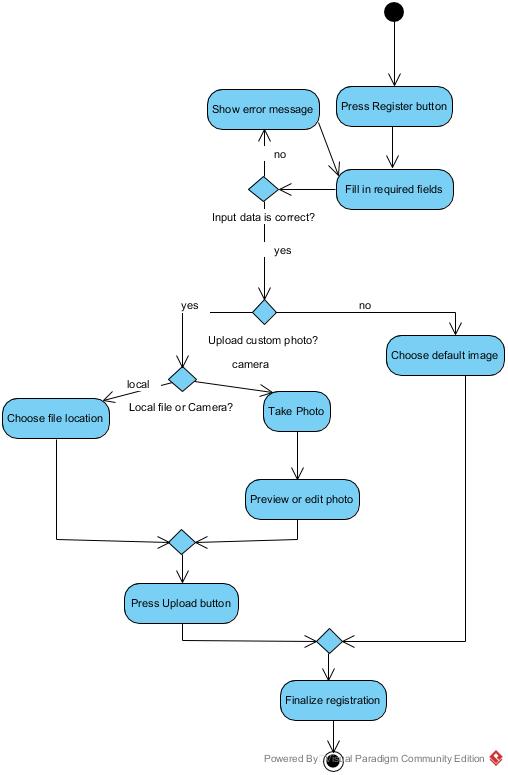 Show error message
Press Register button
no
Fill in required fields
Input data is correct?
yes
yes
no
Upload custom photo?
Choose default image
camera
local
Local file or Camera?
Choose file location
Take Photo
Preview or edit photo
Press Upload button
Finalize registration
Powered By Visual Paradigm Community Edition